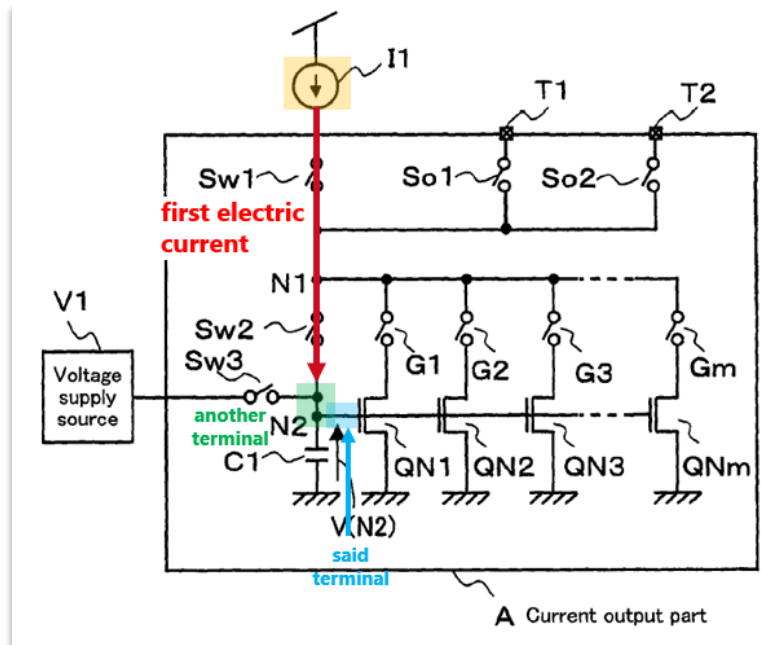 I1
T1
T2
Sw1
So1
So2
first electric
current
N1
V1
Sw2
G1
G2
G3
Gm
Sw3
Voltage
supply
source
another
terminal
N2
C1
QN1
QN2
QN3
QNm
V(N2)
said
terminal
A Current output part